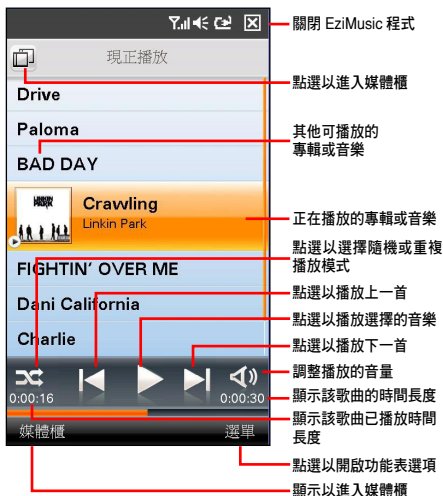 關閉 EziMusic 程式
現正播放
點選以進入媒體櫃
Drive
Paloma
其他可播放的
專輯或音樂
BAD DAY
LINKIN PARK
Crawling
Linkin Park
正在播放的專輯或音樂
點選以選擇隨機或重複
播放模式
FIGHTIN' OVER ME
點選以播放上一首
Dani California
點選以播放選擇的音樂
Charlie
點選以播放下一首
調整播放的音量
0:00:16
0:00:30
顯示該歌曲的時間長度
顯示該歌曲已播放時間
長度
媒體櫃
選單
點選以開啟功能表選項
顯示以進入媒體櫃